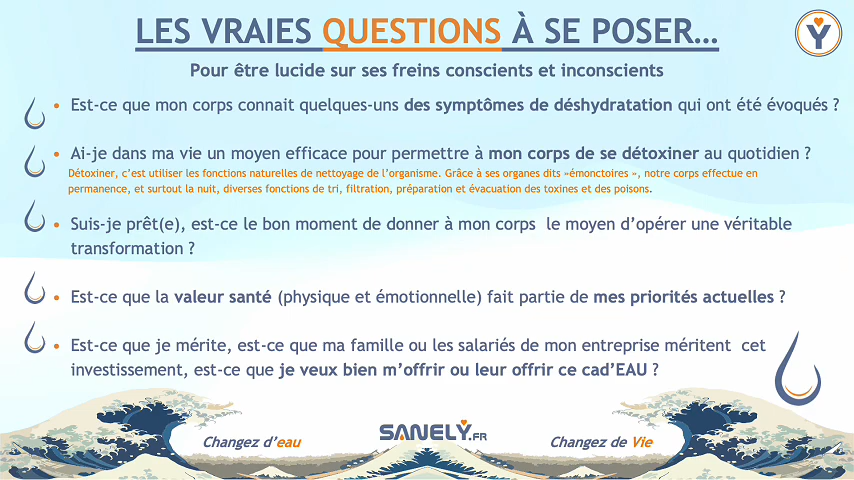 LES VRAIES QUESTIONS À SE POSER...
Y
Pour être lucide sur ses freins conscients et inconscients
• Est-ce que mon corps connait quelques-uns des symptômes de déshydratation qui ont été évoqués ?
• Ai-je dans ma vie un moyen efficace pour permettre à mon corps de se détoxiner au quotidien ?
Détoxiner, c'est utiliser les fonctions naturelles de nettoyage de l'organisme. Grâce à ses organes dits »émonctoires », notre corps effectue en
permanence, et surtout la nuit, diverses fonctions de tri, filtration, préparation et évacuation des toxines et des poisons.
• Suis-je prêt(e), est-ce le bon moment de donner à mon corps le moyen d'opérer une véritable
transformation ?
• Est-ce que la valeur santé (physique et émotionnelle) fait partie de mes priorités actuelles ?
• Est-ce que je mérite, est-ce que ma famille ou les salariés de mon entreprise méritent cet
investissement, est-ce que je veux bien m'offrir ou leur offrir ce cad'EAU ?
Changez d'eau
SANELY.FR
Changez de Vie